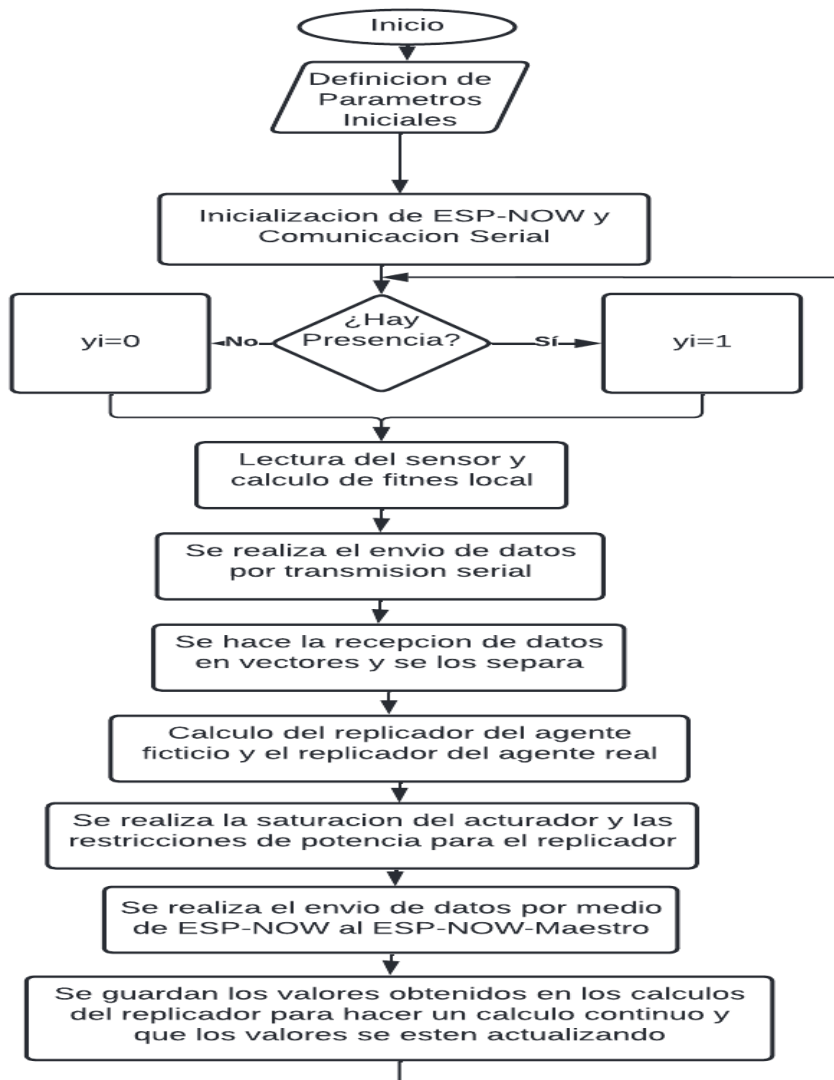 Inicio
Definicion de
Parametros
Iniciales
Inicializacion de ESP-NOW y
Comunicacion Serial
¿Hay
Presencia?
No
Sí
yi=0
yi=1
Lectura del sensor y
calculo de fitnes local
Se realiza el envio de datos
por transmision serial
Se hace la recepcion de datos
en vectores y se los separa
Calculo del replicador del agente
ficticio y el replicador del agente real
Se realiza la saturacion del acturador y las
restricciones de potencia para el replicador
Se realiza el envio de datos por medio
de ESP-NOW al ESP-NOW-Maestro
Se guardan los valores obtenidos en los calculos
del replicador para hacer un calculo continuo y
que los valores se esten actualizando